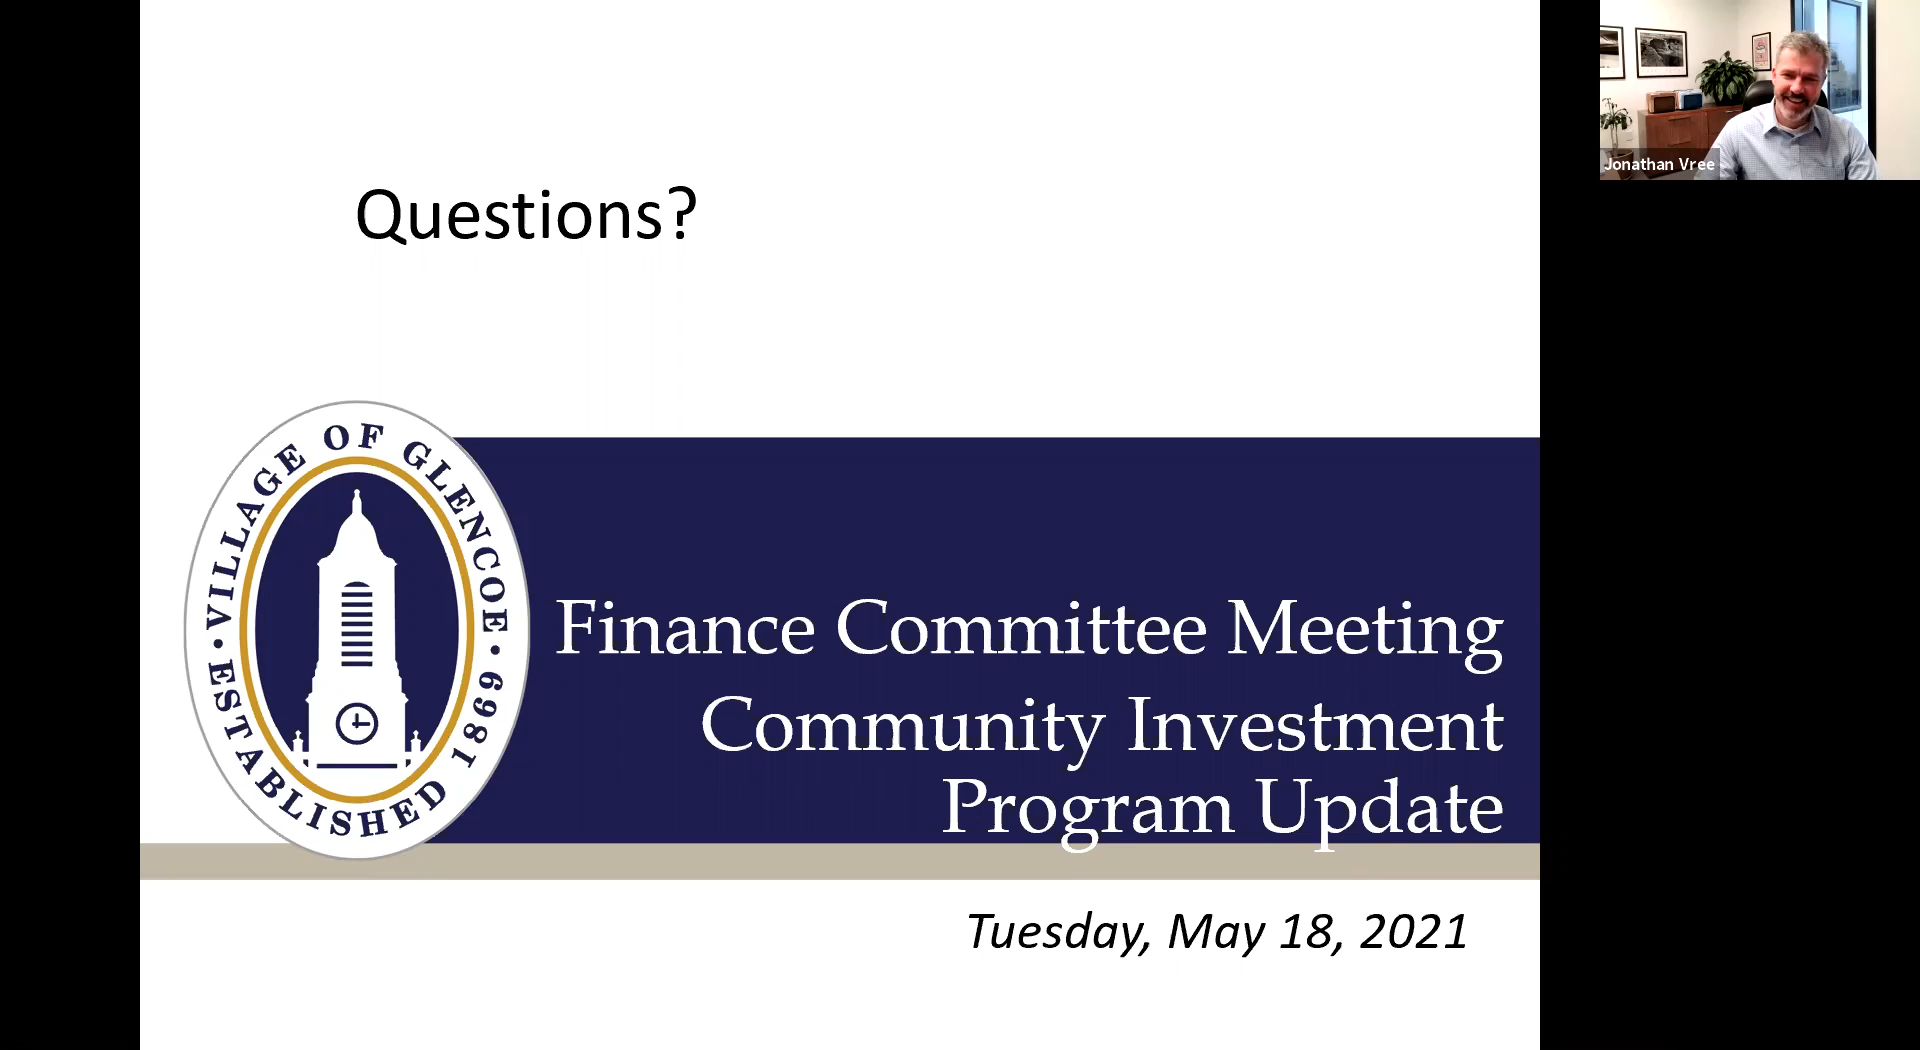 Questions?
VILLAGE OF GLENCOE
• ESTABLISHED 1869 •
Finance Committee Meeting
Community Investment
Program Update
Tuesday, May 18, 2021
Jonathan Vree